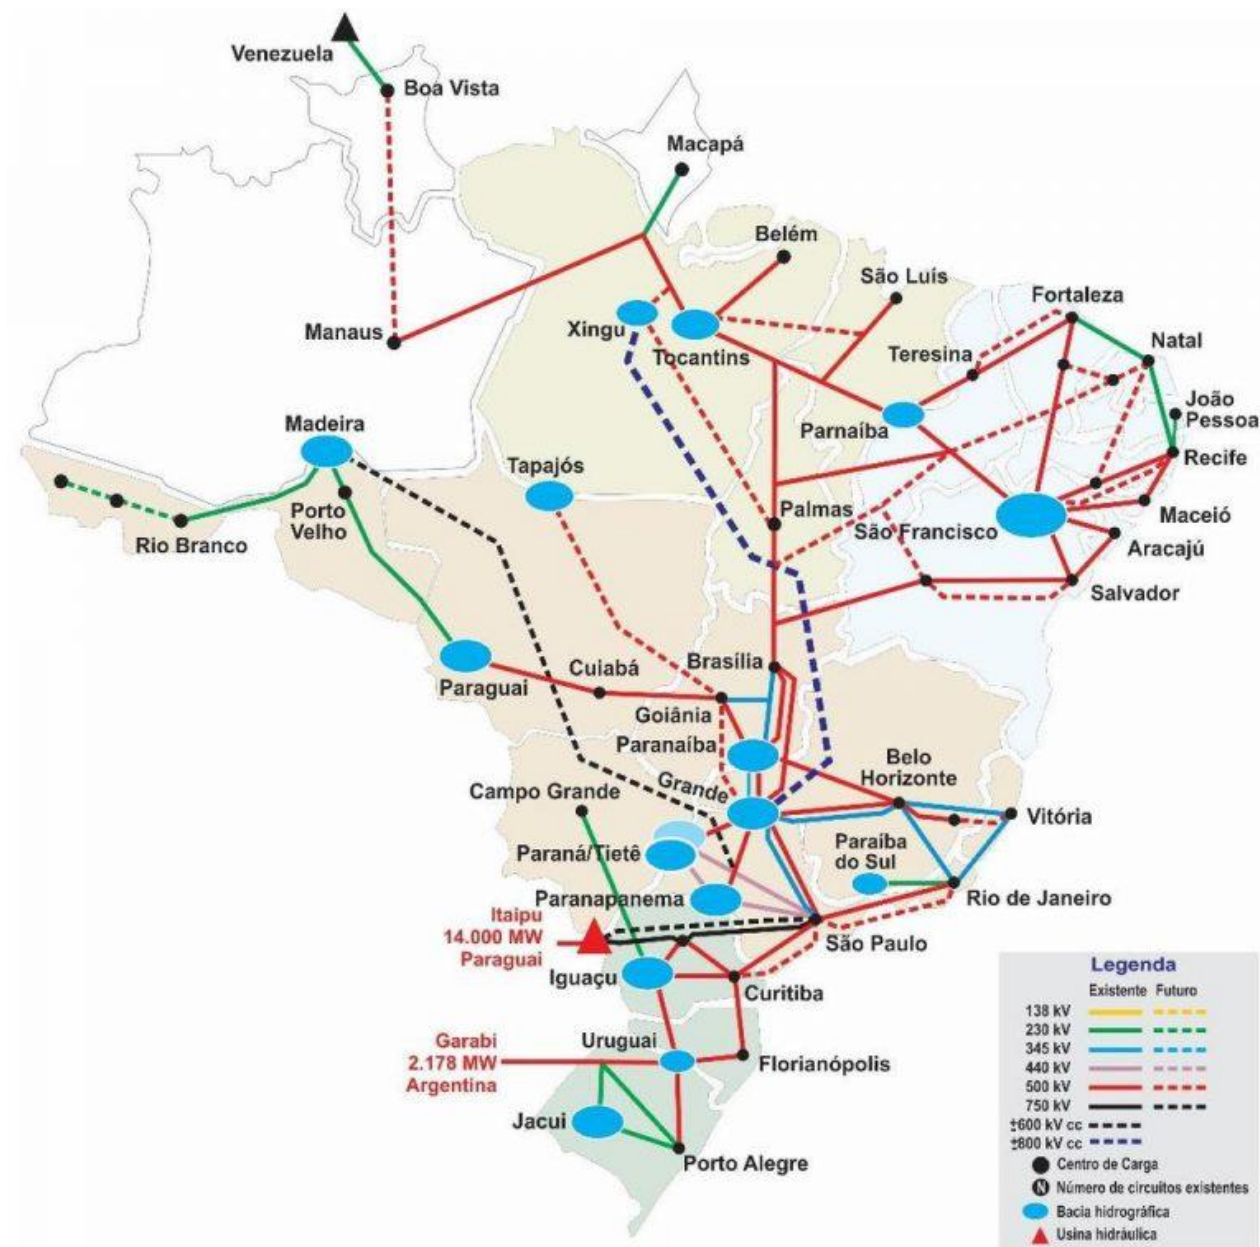 Venezuela
Boa Vista
Macapá
Belém
São Luís
Fortaleza
Xingu
Manaus
Tocantins
Teresina
Natal
João
Pessoa
Madeira
Parnaíba
Recife
Tapajós
Porto
Velho
Palmas
São Francisco
Maceió
Rio Branco
Aracajú
Salvador
Cuiabá
Brasília
Paraguai
Goiânia
Paranaíba
Belo
Horizonte
Grande
Campo Grande
Vitória
Paraíba
do Sul
Paraná/Tietê
Paranapanema
Rio de Janeiro
Itaipu
14.000 MW
Paraguai
São Paulo
Iguaçu
Curitiba
Garabi
2.178 MW
Argentina
Uruguai
Florianópolis
Jacui
Porto Alegre
Legenda
Existente Futuro
138 kV
230 kV
345 kV
440 kV
500 kV
750 kV
±600 kV cc
±800 kV cc
Centro de Carga
N Número de circuitos existentes
Bacia hidrográfica
Usina hidráulica